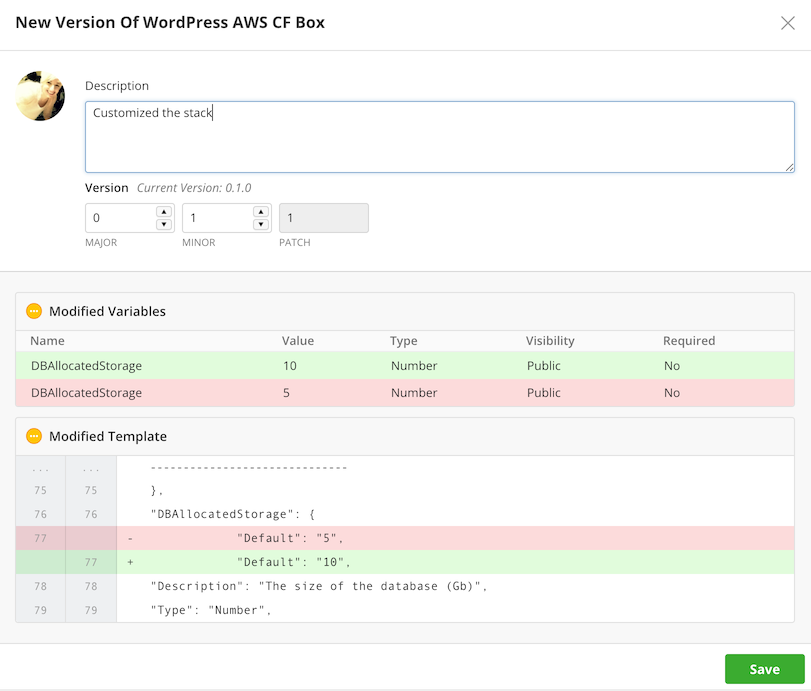 New Version Of WordPress AWS CF Box
Description
Customized the stack
Version Current Version: 0.1.0
0 1 1
MAJOR MINOR PATCH
Modified Variables
Name Value Type Visibility Required
DBAllocatedStorage 10 Number Public No
DBAllocatedStorage 5 Number Public No
Modified Template
... ... ------------------------------
75 75 },
76 76 "DBAllocatedStorage": {
77 - "Default": "5",
77 + "Default": "10",
78 78 "Description": "The size of the database (Gb)",
79 79 "Type": "Number",
Save